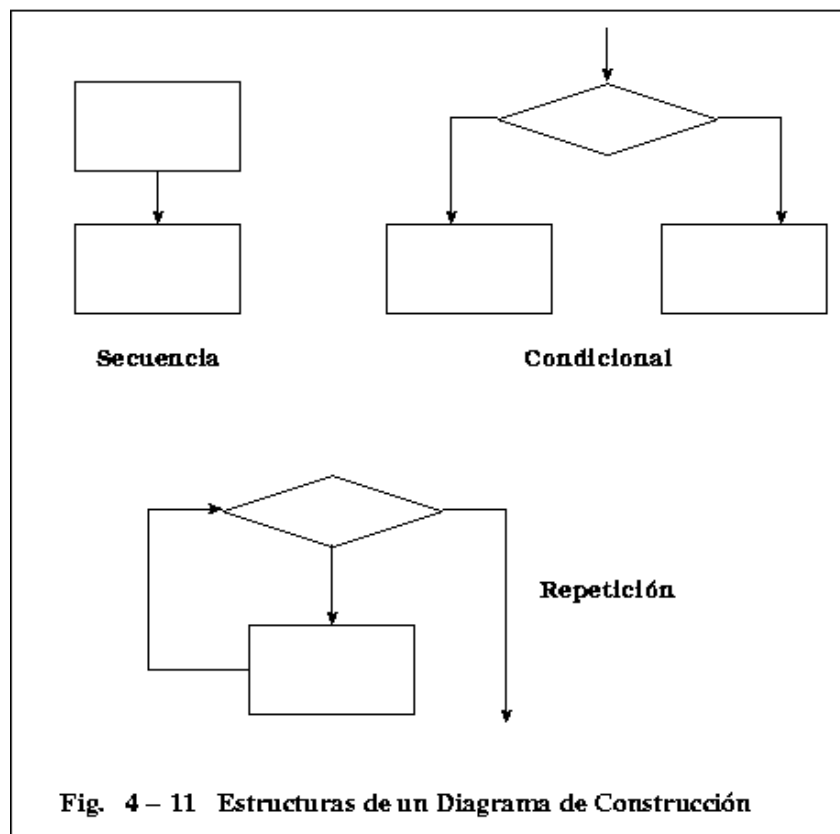 Secuencia
Condicional
Repetición
Fig. 4 – 11 Estructuras de un Diagrama de Construcción